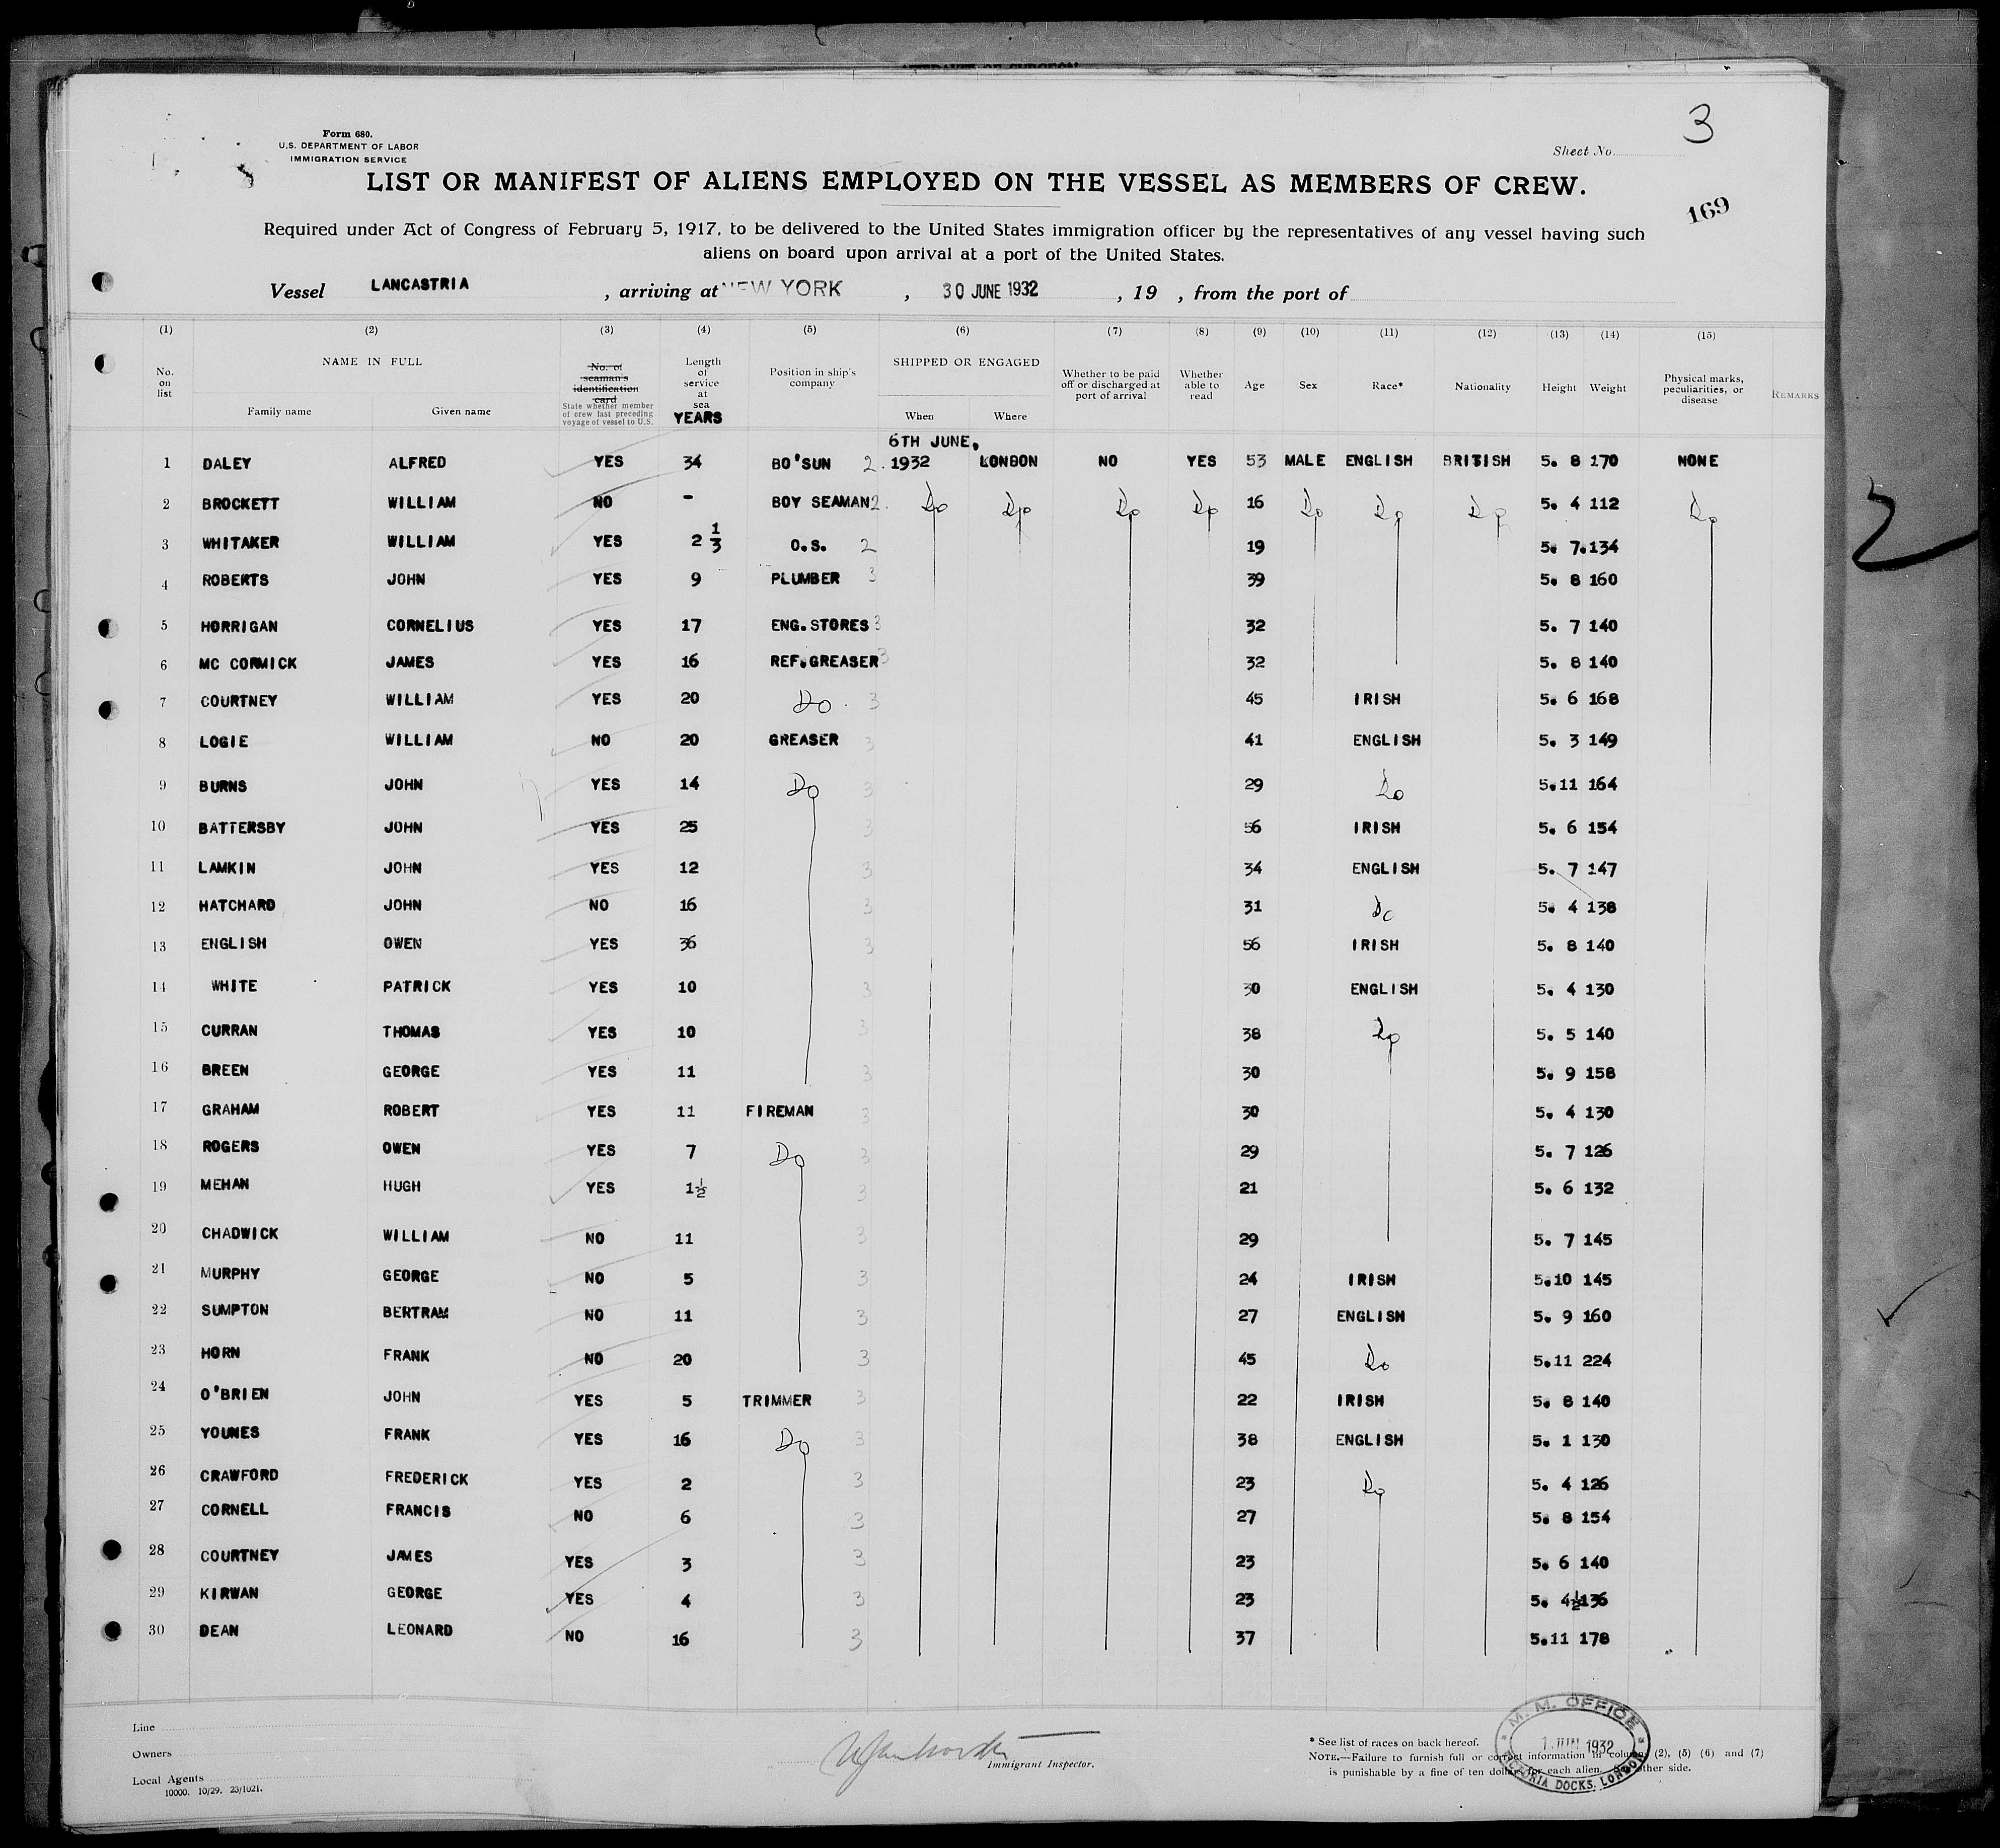 3
Form 680.
U.S. DEPARTMENT OF LABOR
IMMIGRATION SERVICE
Sheet No.
LIST OR MANIFEST OF ALIENS EMPLOYED ON THE VESSEL AS MEMBERS OF CREW.
169
Required under Act of Congress of February 5, 1917, to be delivered to the United States immigration officer by the representatives of any vessel having such
aliens on board upon arrival at a port of the United States.
Vessel LANCASTRIA , arriving at NEW YORK , 30 JUNE 1932 , 19 , from the port of
(1) (2) (3) (4) (5) (6) (7) (8) (9) (10) (11) (12) (13) (14) (15)
No. on list NAME IN FULL Family name Given name No. of seaman's identification card State whether member of crew last preceding voyage of vessel to U.S. Length of service at sea YEARS Position in ship's company SHIPPED OR ENGAGED When Where Whether to be paid off or discharged at port of arrival Whether able to read Age Sex Race* Nationality Height Weight Physical marks, peculiarities, or disease REMARKS
6TH JUNE,
1 DALEY ALFRED YES 34 BO'SUN 2. 1932 LONDON NO YES 53 MALE ENGLISH BRITISH 5. 8 170 NONE
2 BROCKETT WILLIAM NO - BOY SEAMAN 2. Do Do Do Do 16 Do Do Do 5. 4 112 Do
3 WHITAKER WILLIAM YES 2 1/3 O.S. 2 19 5. 7. 134
4 ROBERTS JOHN YES 9 PLUMBER 3 39 5. 8 160
5 HORRIGAN CORNELIUS YES 17 ENG.STORES 3 32 5. 7 140
6 MC CORMICK JAMES YES 16 REF.GREASER 3 32 5. 8 140
7 COURTNEY WILLIAM YES 20 Do . 3 45 IRISH 5. 6 168
8 LOGIE WILLIAM NO 20 GREASER 3 41 ENGLISH 5. 3 149
9 BURNS JOHN YES 14 Do 3 29 Do 5.11 164
10 BATTERSBY JOHN YES 25 3 56 IRISH 5. 6 154
11 LAMKIN JOHN YES 12 3 34 ENGLISH 5. 7 147
12 HATCHARD JOHN NO 16 3 31 Do 5. 4 138
13 ENGLISH OWEN YES 36 3 56 IRISH 5. 8 140
14 WHITE PATRICK YES 10 3 30 ENGLISH 5. 4 130
15 CURRAN THOMAS YES 10 3 38 Do 5. 5 140
16 BREEN GEORGE YES 11 3 30 5. 9 158
17 GRAHAM ROBERT YES 11 FIREMAN 3 30 5. 4 130
18 ROGERS OWEN YES 7 Do 3 29 5. 7 126
19 MEHAN HUGH YES 1½ 3 21 5. 6 132
20 CHADWICK WILLIAM NO 11 3 29 5. 7 145
21 MURPHY GEORGE NO 5 3 24 IRISH 5.10 145
22 SUMPTON BERTRAM NO 11 3 27 ENGLISH 5. 9 160
23 HORN FRANK NO 20 3 45 Do 5.11 224
24 O'BRIEN JOHN YES 5 TRIMMER 3 22 IRISH 5. 8 140
25 YOUNES FRANK YES 16 Do 3 38 ENGLISH 5. 1 130
26 CRAWFORD FREDERICK YES 2 3 23 Do 5. 4 126
27 CORNELL FRANCIS NO 6 3 27 5. 8 154
28 COURTNEY JAMES YES 3 3 23 5. 6 140
29 KIRWAN GEORGE YES 4 3 23 5. 4½ 136
30 DEAN LEONARD NO 16 3 37 5.11 178
Line
Owners
Local Agents
10000. 10/29. 23/1021.
Immigrant Inspector.
* See list of races on back hereof.
NOTE.—Failure to furnish full or correct information in columns (2), (5) (6) and (7)
is punishable by a fine of ten dollars for each alien. other side.
M. M. OFFICE
1 JUN 1932
VICTORIA DOCKS, LONDON